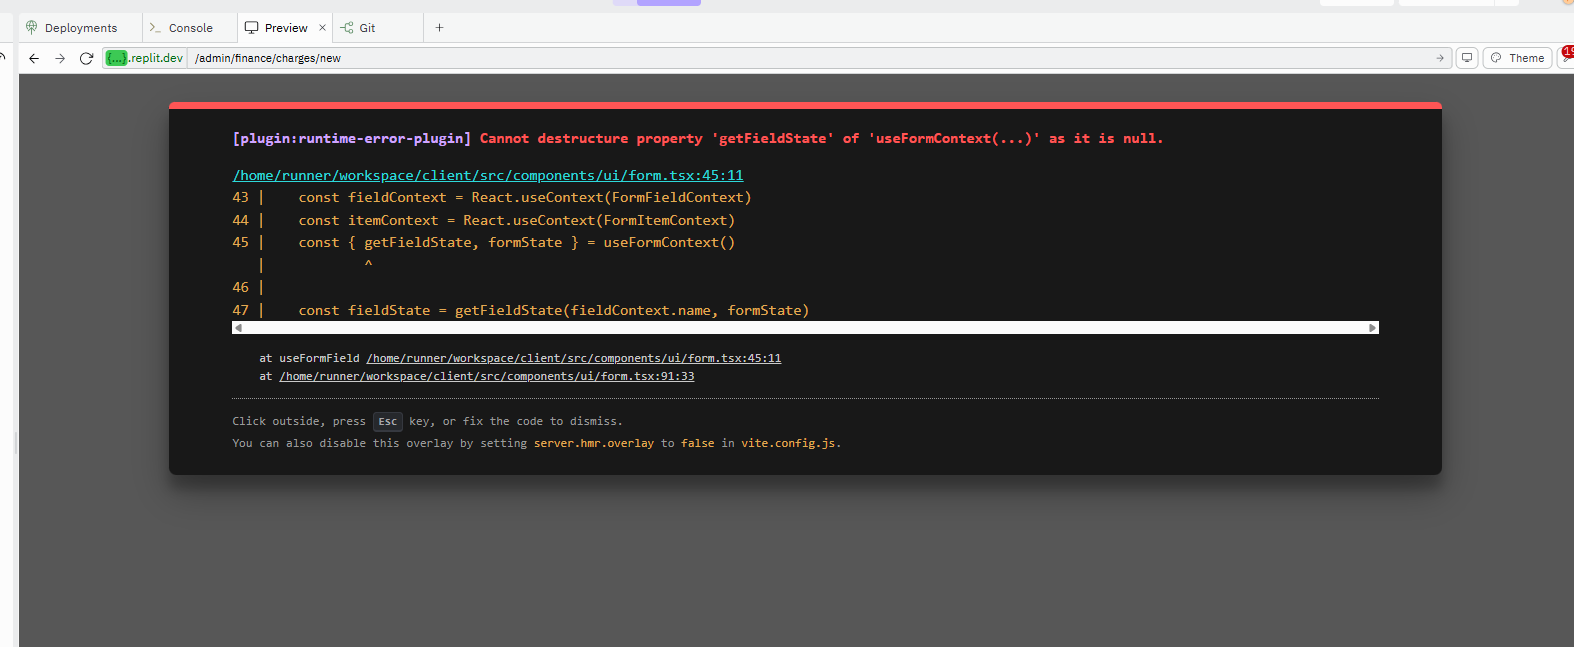 Deployments
>_ Console
Preview ×
Git
+
{...}.replit.dev /admin/finance/charges/new
Theme
[plugin:runtime-error-plugin] Cannot destructure property 'getFieldState' of 'useFormContext(...)' as it is null.
/home/runner/workspace/client/src/components/ui/form.tsx:45:11
43 | const fieldContext = React.useContext(FormFieldContext)
44 | const itemContext = React.useContext(FormItemContext)
45 | const { getFieldState, formState } = useFormContext()
| ^
46 |
47 | const fieldState = getFieldState(fieldContext.name, formState)
at useFormField /home/runner/workspace/client/src/components/ui/form.tsx:45:11
at /home/runner/workspace/client/src/components/ui/form.tsx:91:33
Click outside, press Esc key, or fix the code to dismiss.
You can also disable this overlay by setting server.hmr.overlay to false in vite.config.js.